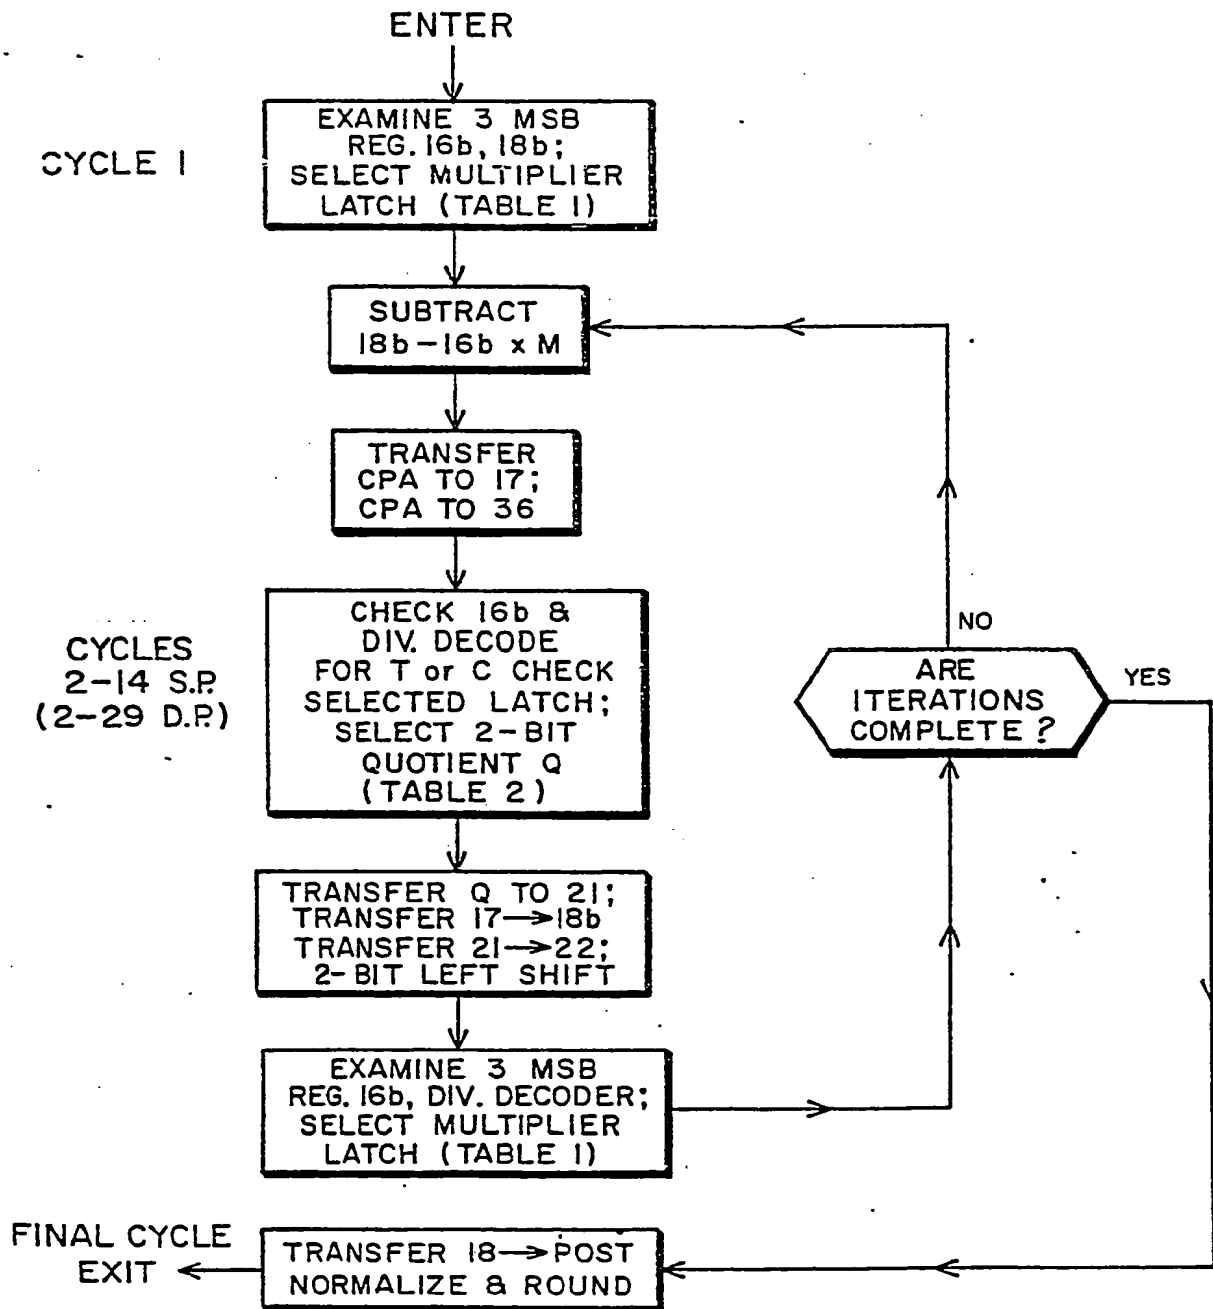 ENTER
CYCLE 1
EXAMINE 3 MSB
REG. 16b, 18b;
SELECT MULTIPLIER
LATCH (TABLE 1)
SUBTRACT
18b-16b x M
TRANSFER
CPA TO 17;
CPA TO 36
CYCLES
2-14 S.P.
(2-29 D.P.)
CHECK 16b &
DIV. DECODE
FOR T or C CHECK
SELECTED LATCH;
SELECT 2-BIT
QUOTIENT Q
(TABLE 2)
NO
ARE
ITERATIONS
COMPLETE ?
YES
TRANSFER Q TO 21;
TRANSFER 17→18b
TRANSFER 21→22;
2-BIT LEFT SHIFT
EXAMINE 3 MSB
REG. 16b, DIV. DECODER;
SELECT MULTIPLIER
LATCH (TABLE 1)
FINAL CYCLE
EXIT
TRANSFER 18→POST
NORMALIZE & ROUND